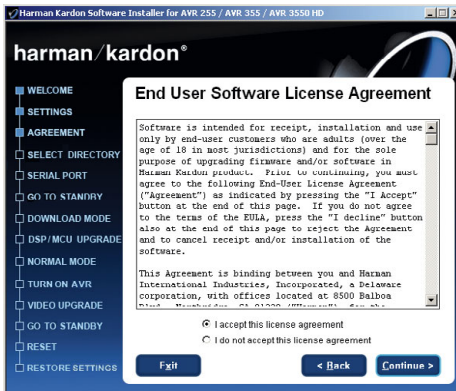 Harman Kardon Software Installer for AVR 255 / AVR 355 / AVR 3550 HD
harman/kardon®
WELCOME
SETTINGS
AGREEMENT
SELECT DIRECTORY
SERIAL PORT
GO TO STANDBY
DOWNLOAD MODE
DSP/MCU UPGRADE
NORMAL MODE
TURN ON AVR
VIDEO UPGRADE
GO TO STANDBY
RESET
RESTORE SETTINGS
End User Software License Agreement
Software is intended for receipt, installation and use
only by end-user customers who are adults (over the
age of 18 in most jurisdictions) and for the sole
purpose of upgrading firmware and/or software in
Harman Kardon product. Prior to continuing, you must
agree to the following End-User License Agreement
("Agreement") as indicated by pressing the "I Accept"
button at the end of this page. If you do not agree
to the terms of the EULA, press the "I decline" button
also at the end of this page to reject the Agreement
and to cancel receipt and/or installation of the
software.
This Agreement is binding between you and Harman
International Industries, Incorporated, a Delaware
corporation, with offices located at 8500 Balboa
I accept this license agreement
I do not accept this license agreement
Exit
< Back
Continue >